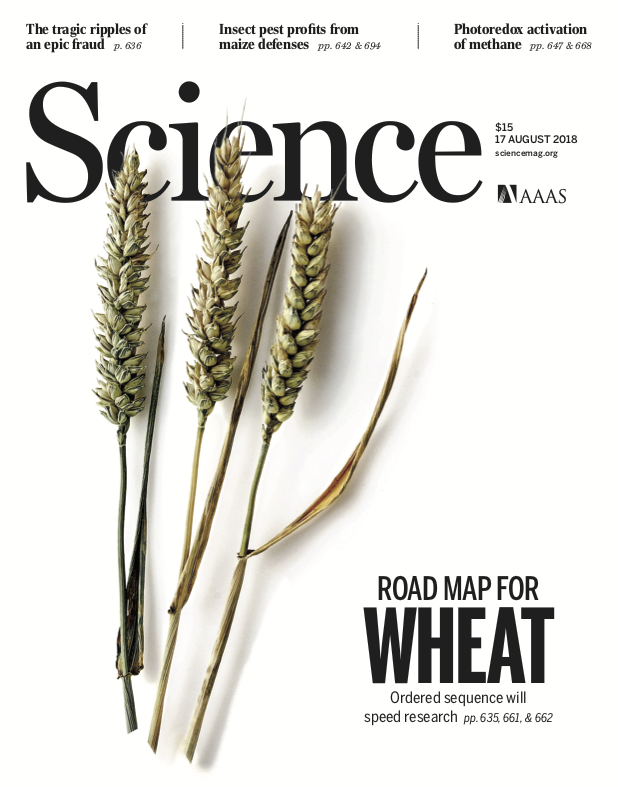 The tragic ripples of
an epic fraud p. 636
Insect pest profits from
maize defenses pp. 642 & 694
Photoredox activation
of methane pp. 647 & 668
Science
$15
17 AUGUST 2018
sciencemag.org
AAAS
ROAD MAP FOR
WHEAT
Ordered sequence will
speed research pp. 635, 661, & 662